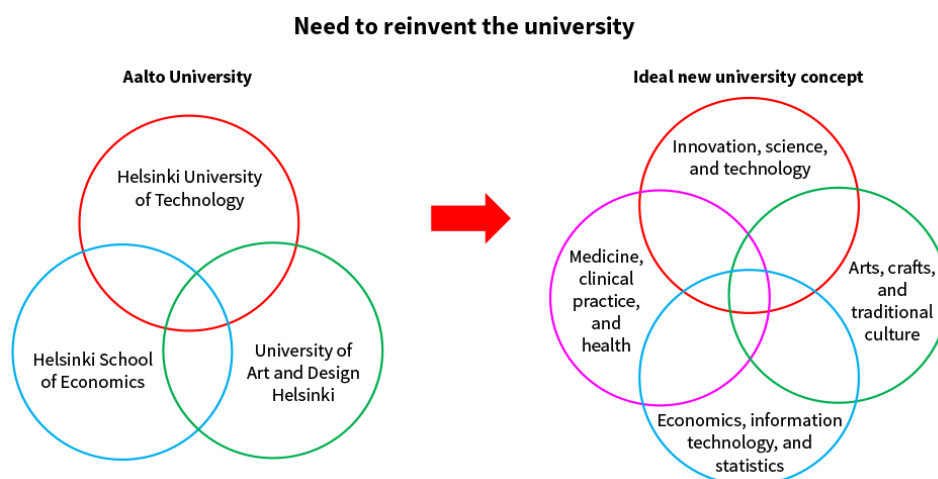 Need to reinvent the university
Aalto University
Helsinki University
of Technology
Helsinki School
of Economics
University of
Art and Design
Helsinki
Ideal new university concept
Innovation, science,
and technology
Medicine,
clinical
practice,
and
health
Arts, crafts,
and
traditional
culture
Economics, information
technology, and
statistics